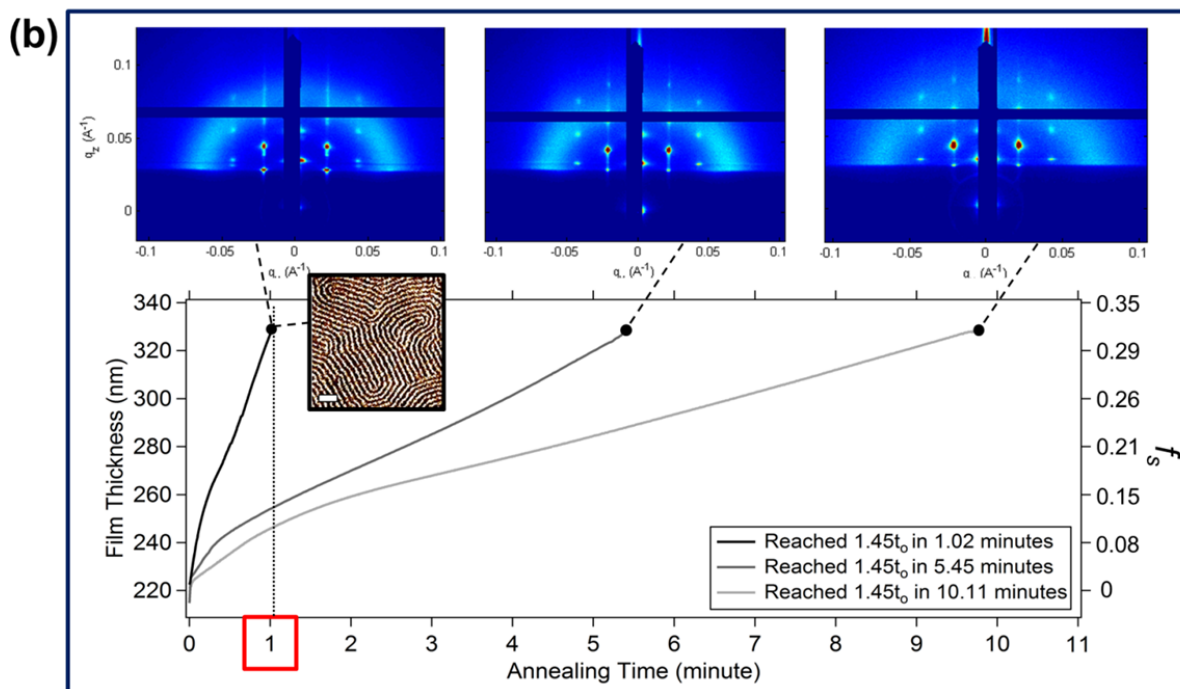 (b)
0.1
0.05
0
q_z (A⁻¹)
-0.1 -0.05 0 0.05 0.1
-0.1 -0.05 0 0.05 0.1
-0.1 -0.05 0 0.05 0.1
(A⁻¹)
(A⁻¹)
(A⁻¹)
340
320
300
280
260
240
220
Film Thickness (nm)
0.35
0.29
0.26
0.21
0.15
0.08
0
f_s
Reached 1.45t_o in 1.02 minutes
Reached 1.45t_o in 5.45 minutes
Reached 1.45t_o in 10.11 minutes
0 1 2 3 4 5 6 7 8 9 10 11
Annealing Time (minute)